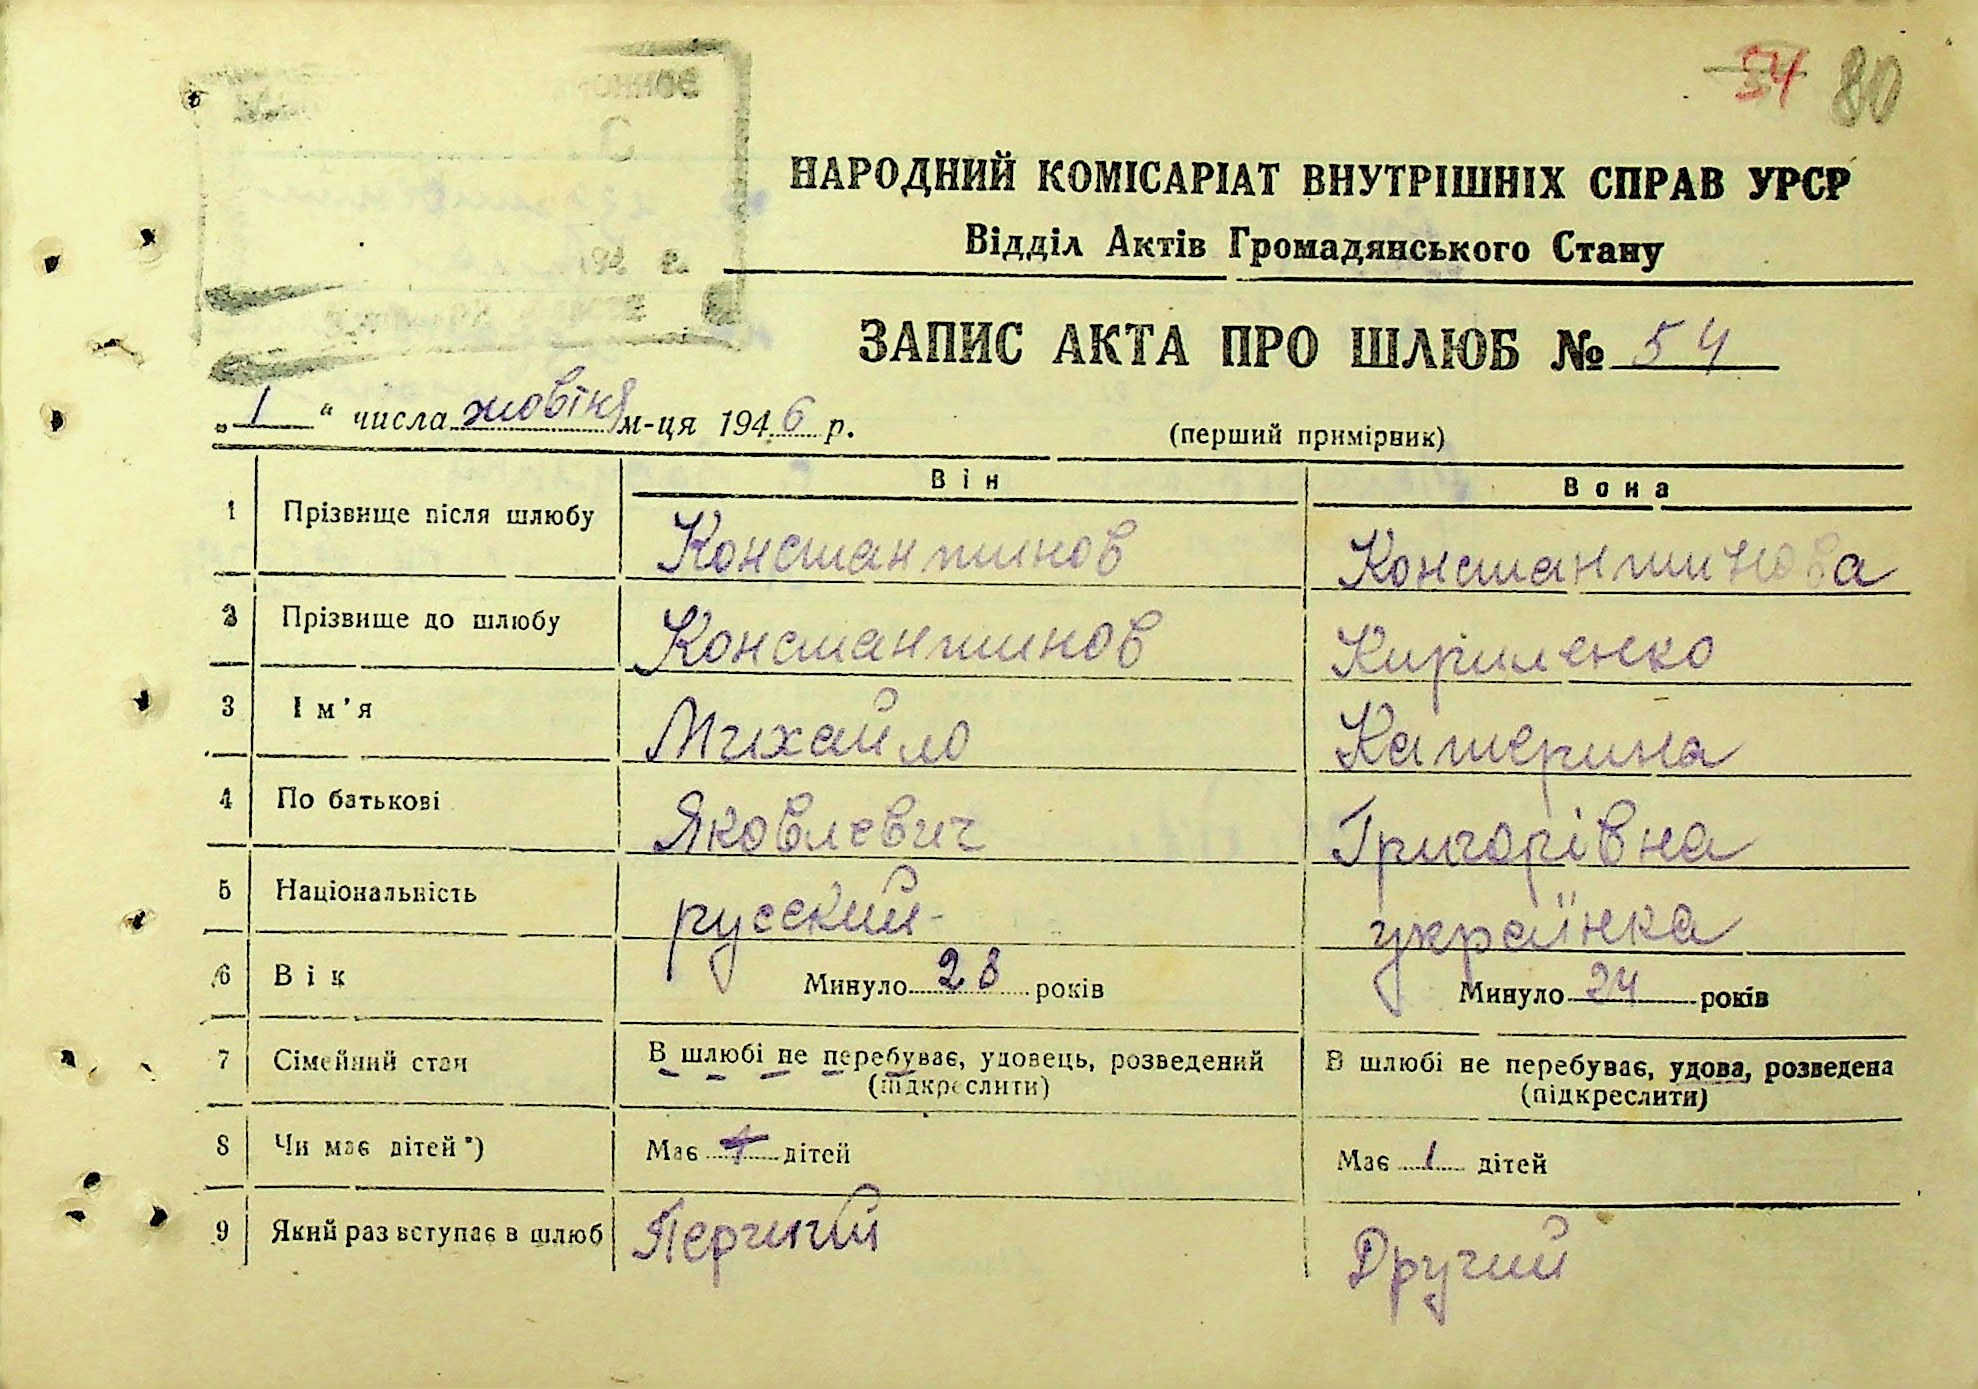 54 80
НАРОДНИЙ КОМІСАРІАТ ВНУТРІШНІХ СПРАВ УРСР
Відділ Актів Громадянського Стану
ЗАПИС АКТА ПРО ШЛЮБ № 54
„1“ числа жовтня м-ця 1946 р. (перший примірник)
Він Вона
1 Прізвище після шлюбу Константинов Константинова
2 Прізвище до шлюбу Константинов Кириленко
3 Ім’я Михайло Катерина
4 По батькові Яковлевич Григорівна
5 Національність русский українка
6 Вік Минуло 28 років Минуло 24 років
7 Сімейний стан В шлюбі не перебуває, удовець, розведений В шлюбі не перебуває, удова, розведена
(підкреслити) (підкреслити)
8 Чи має дітей*) Має дітей Має 1 дітей
9 Який раз вступає в шлюб Перший Другий